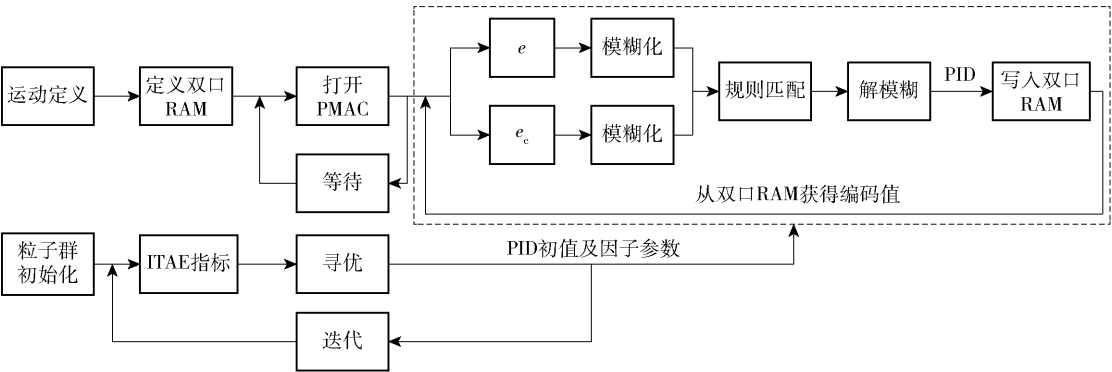 运动定义
定义双口
RAM
打开
PMAC
等待
e
模糊化
e_c
模糊化
规则匹配
解模糊
PID
写入双口
RAM
从双口RAM获得编码值
粒子群
初始化
ITAE指标
寻优
PID初值及因子参数
迭代